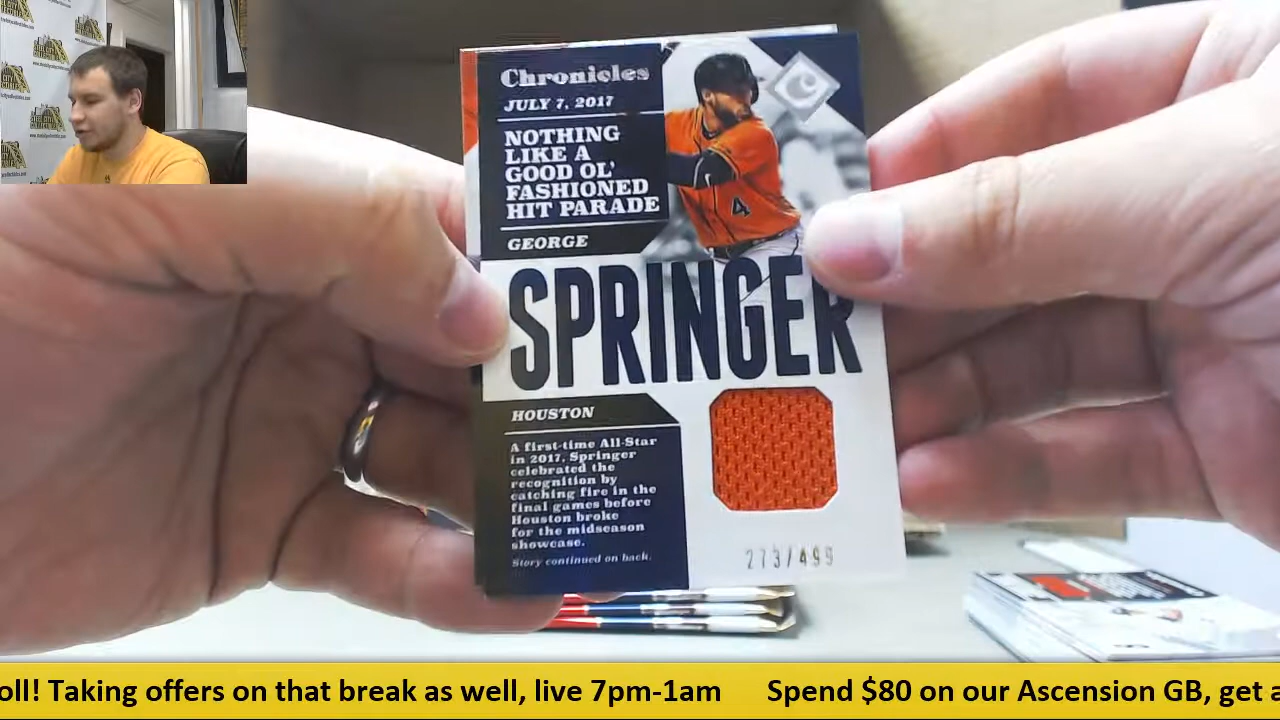 Chronicles
JULY 7, 2017
NOTHING
LIKE A
GOOD OL'
FASHIONED
HIT PARADE
4
GEORGE
SPRINGER
HOUSTON
A first-time All-Star
in 2017, Springer
celebrated the
recognition by
catching fire in the
final games before
Houston broke
for the midseason
showcase.
Story continued on back.
273/499
oll! Taking offers on that break as well, live 7pm-1am Spend $80 on our Ascension GB, get a